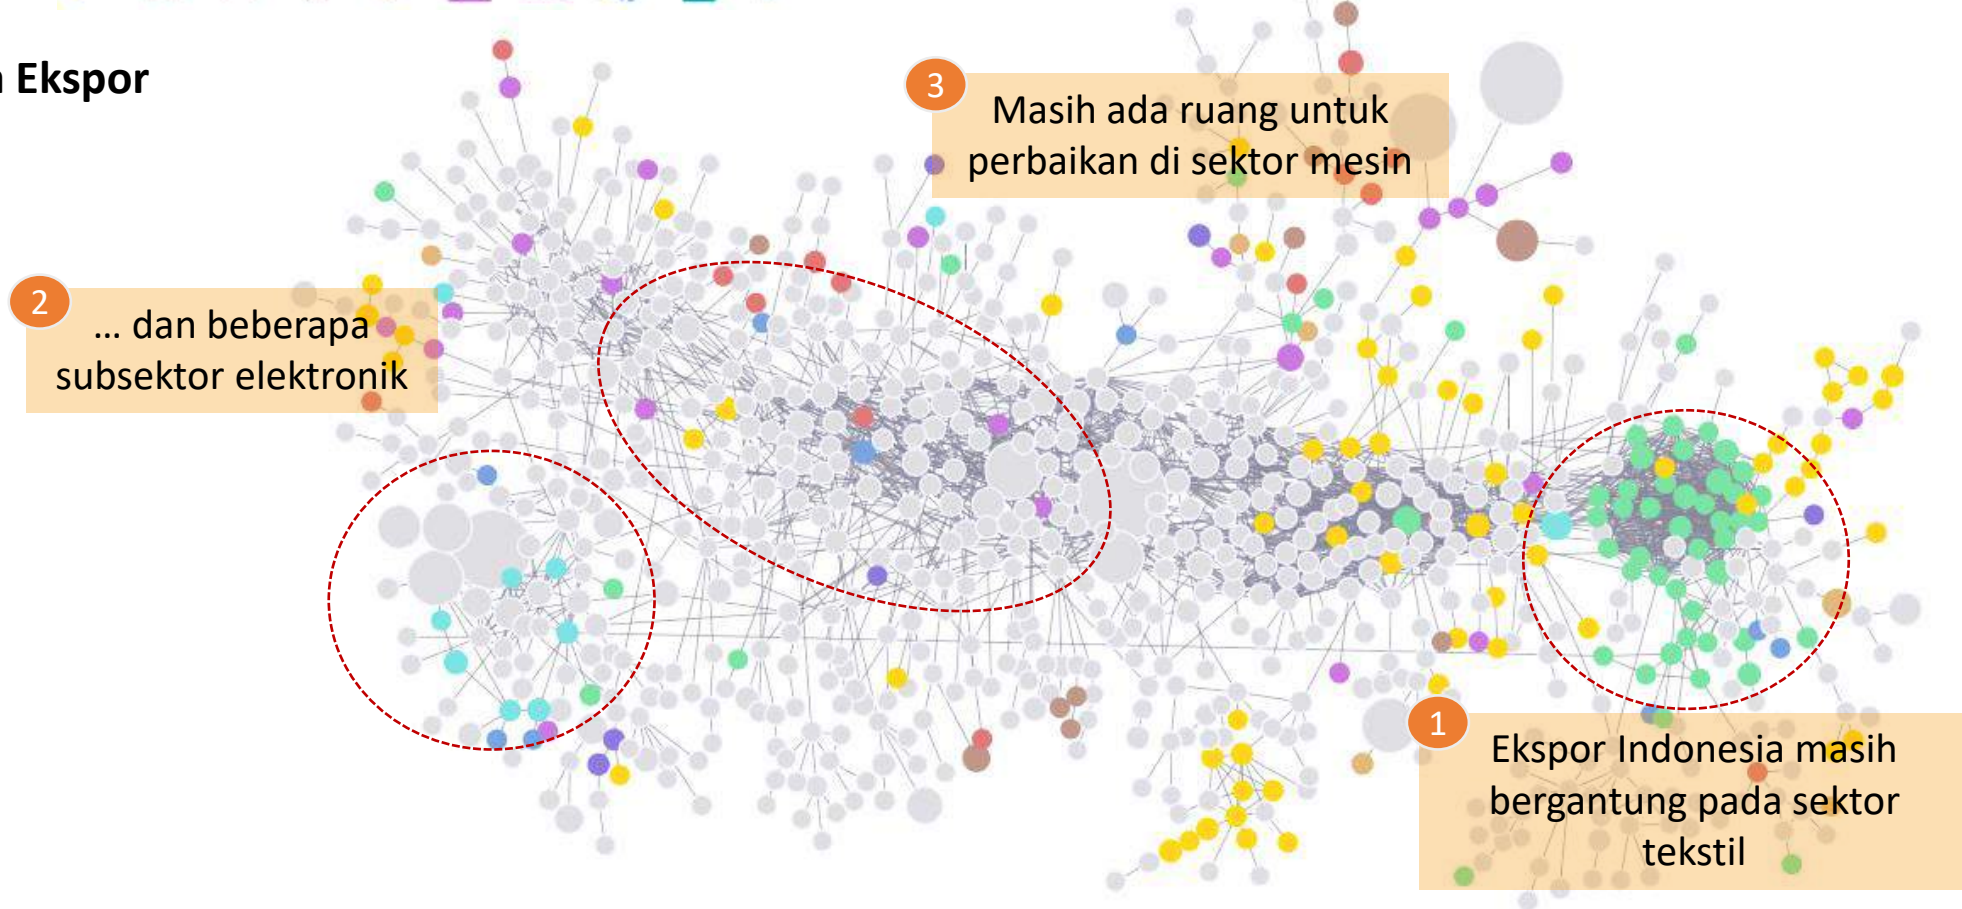 Ekspor
3
Masih ada ruang untuk
perbaikan di sektor mesin
2
... dan beberapa
subsektor elektronik
1
Ekspor Indonesia masih
bergantung pada sektor
tekstil